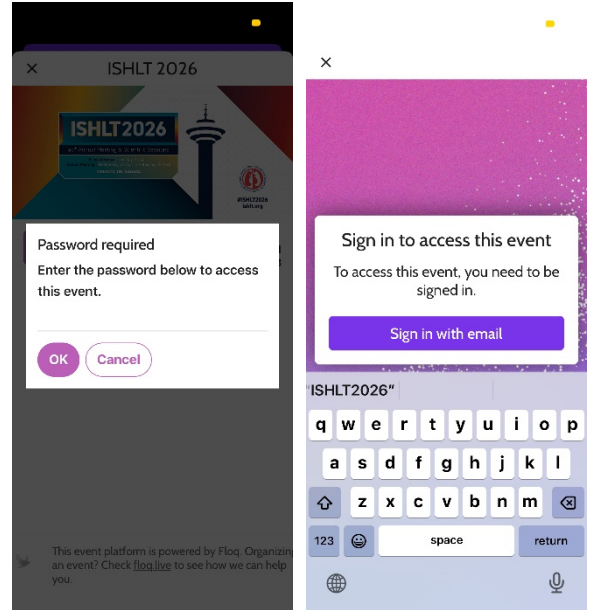 ISHLT 2026
ISHLT2026
#ISHLT2026
ishlt.org
Password required
Enter the password below to access
this event.
OK
Cancel
This event platform is powered by Floq. Organizing
an event? Check floq.live to see how we can help
you.
Sign in to access this event
To access this event, you need to be
signed in.
Sign in with email
"ISHLT2026"
q w e r t y u i o p
a s d f g h j k l
z x c v b n m
123
space
return